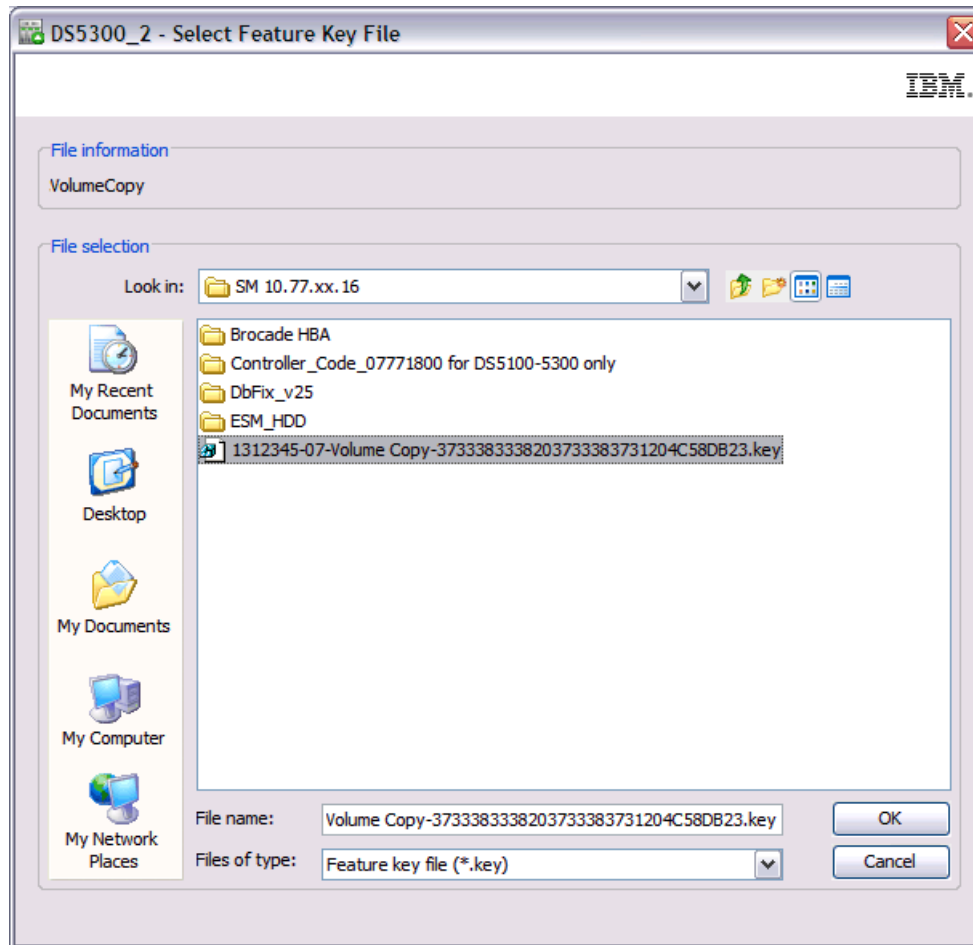 DS5300_2 - Select Feature Key File
IBM.
File information
VolumeCopy
File selection
Look in:
SM 10.77.xx.16
My Recent
Documents
Desktop
My Documents
My Computer
My Network
Places
Brocade HBA
Controller_Code_07771800 for DS5100-5300 only
DbFix_v25
ESM_HDD
1312345-07-Volume Copy-3733383338203733383731204C58DB23.key
File name:
Volume Copy-3733383338203733383731204C58DB23.key
OK
Files of type:
Feature key file (*.key)
Cancel